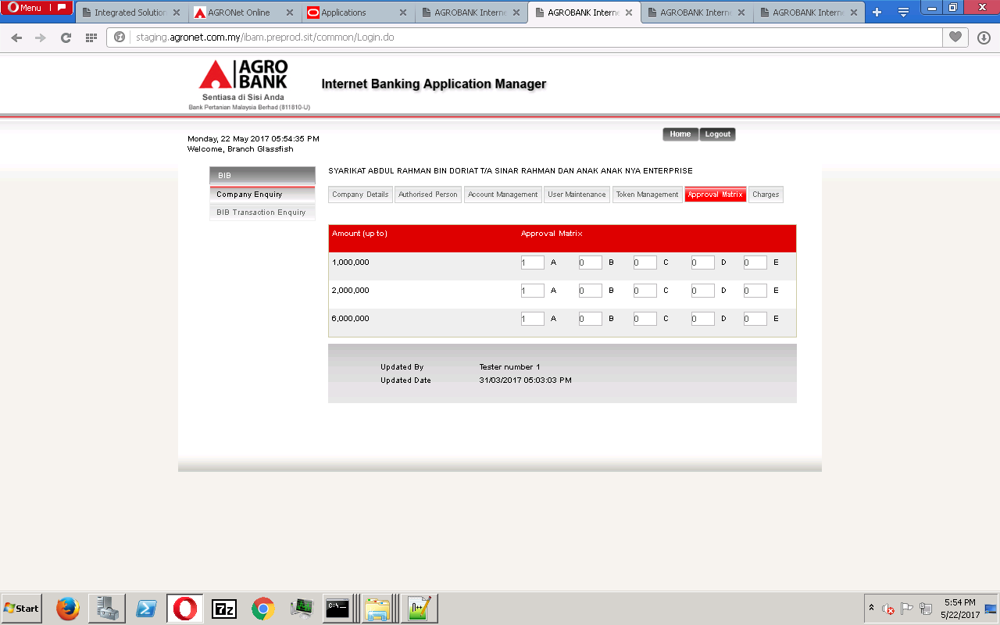 Menu
Integrated Solution
AGRONet Online
Applications
AGROBANK Interne
AGROBANK Interne
AGROBANK Intern
AGROBANK Intern
staging.agronet.com.my/ibam.preprod.sit/common/Login.do
AGRO BANK
Sentiasa di Sisi Anda
Bank Pertanian Malaysia Berhad (811810-U)
Internet Banking Application Manager
Monday, 22 May 2017 05:54:35 PM
Welcome, Branch Glassfish
Home Logout
BIB
Company Enquiry
BIB Transaction Enquiry
SYARIKAT ABDUL RAHMAN BIN DORIAT T/A SINAR RAHMAN DAN ANAK ANAK NYA ENTERPRISE
Company Details Authorised Person Account Management User Maintenance Token Management Approval Matrix Charges
Amount (up to) Approval Matrix
1,000,000 1 A 0 B 0 C 0 D 0 E
2,000,000 1 A 0 B 0 C 0 D 0 E
6,000,000 1 A 0 B 0 C 0 D 0 E
Updated By Tester number 1
Updated Date 31/03/2017 05:03:03 PM
Start
7z
C:\_
5:54 PM
5/22/2017